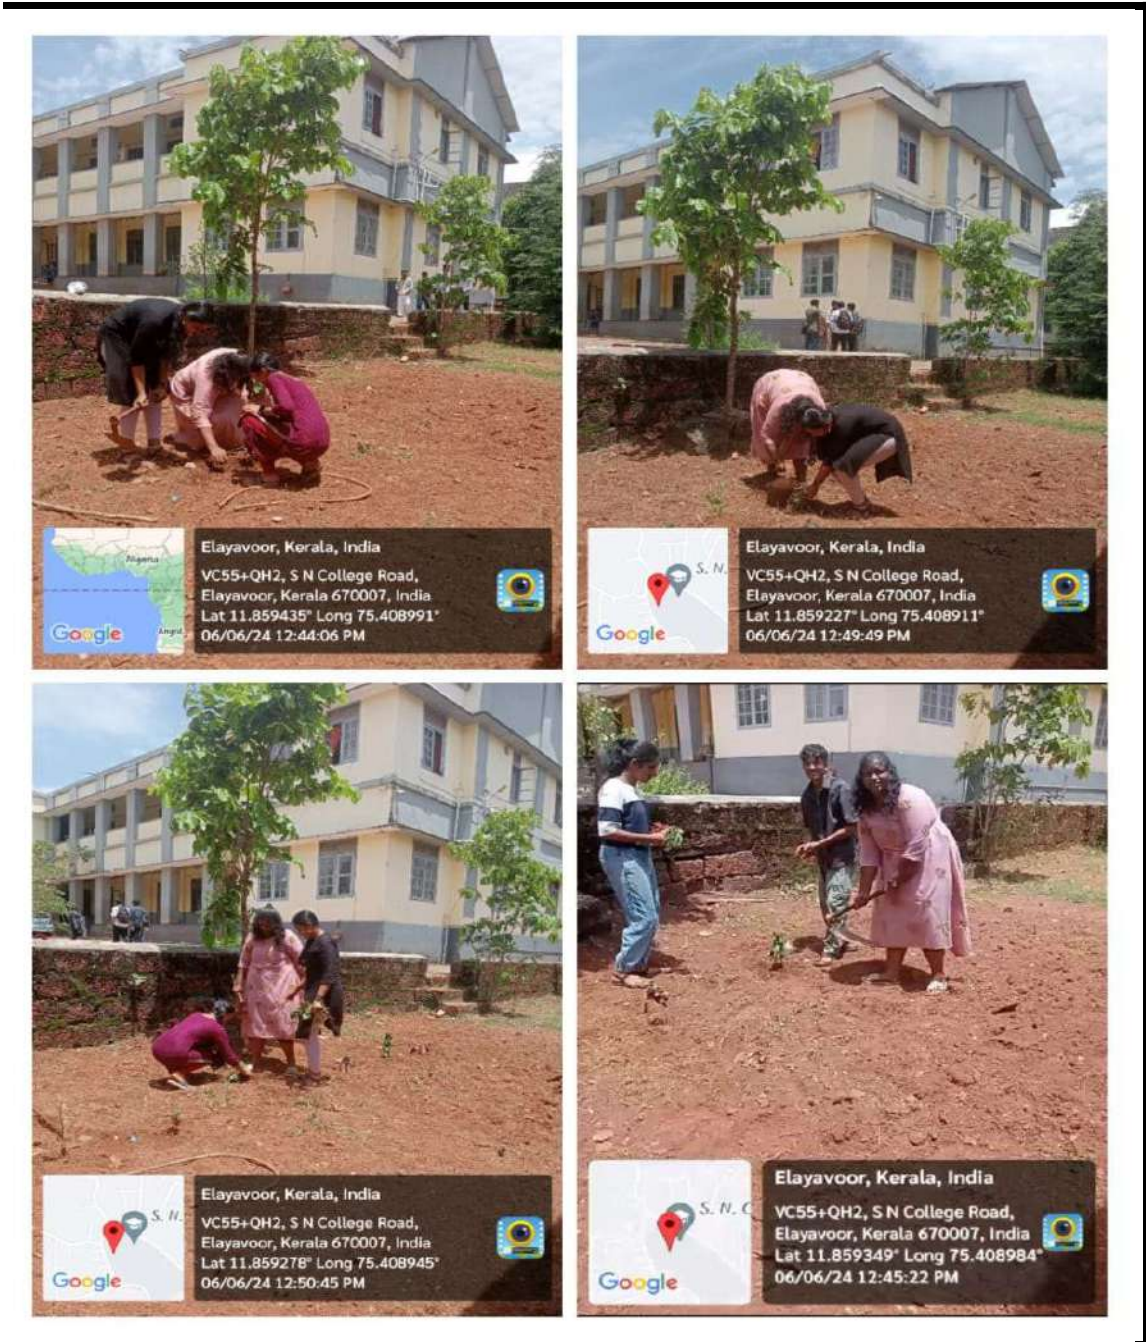 Nigeria
Angol
Google
Elayavoor, Kerala, India
VC55+QH2, S N College Road,
Elayavoor, Kerala 670007, India
Lat 11.859435° Long 75.408991°
06/06/24 12:44:06 PM
S. N.
Google
Elayavoor, Kerala, India
VC55+QH2, S N College Road,
Elayavoor, Kerala 670007, India
Lat 11.859227° Long 75.408911°
06/06/24 12:49:49 PM
S. N.
Google
Elayavoor, Kerala, India
VC55+QH2, S N College Road,
Elayavoor, Kerala 670007, India
Lat 11.859278° Long 75.408945°
06/06/24 12:50:45 PM
S. N. C
Google
Elayavoor, Kerala, India
VC55+QH2, S N College Road,
Elayavoor, Kerala 670007, India
Lat 11.859349° Long 75.408984°
06/06/24 12:45:22 PM